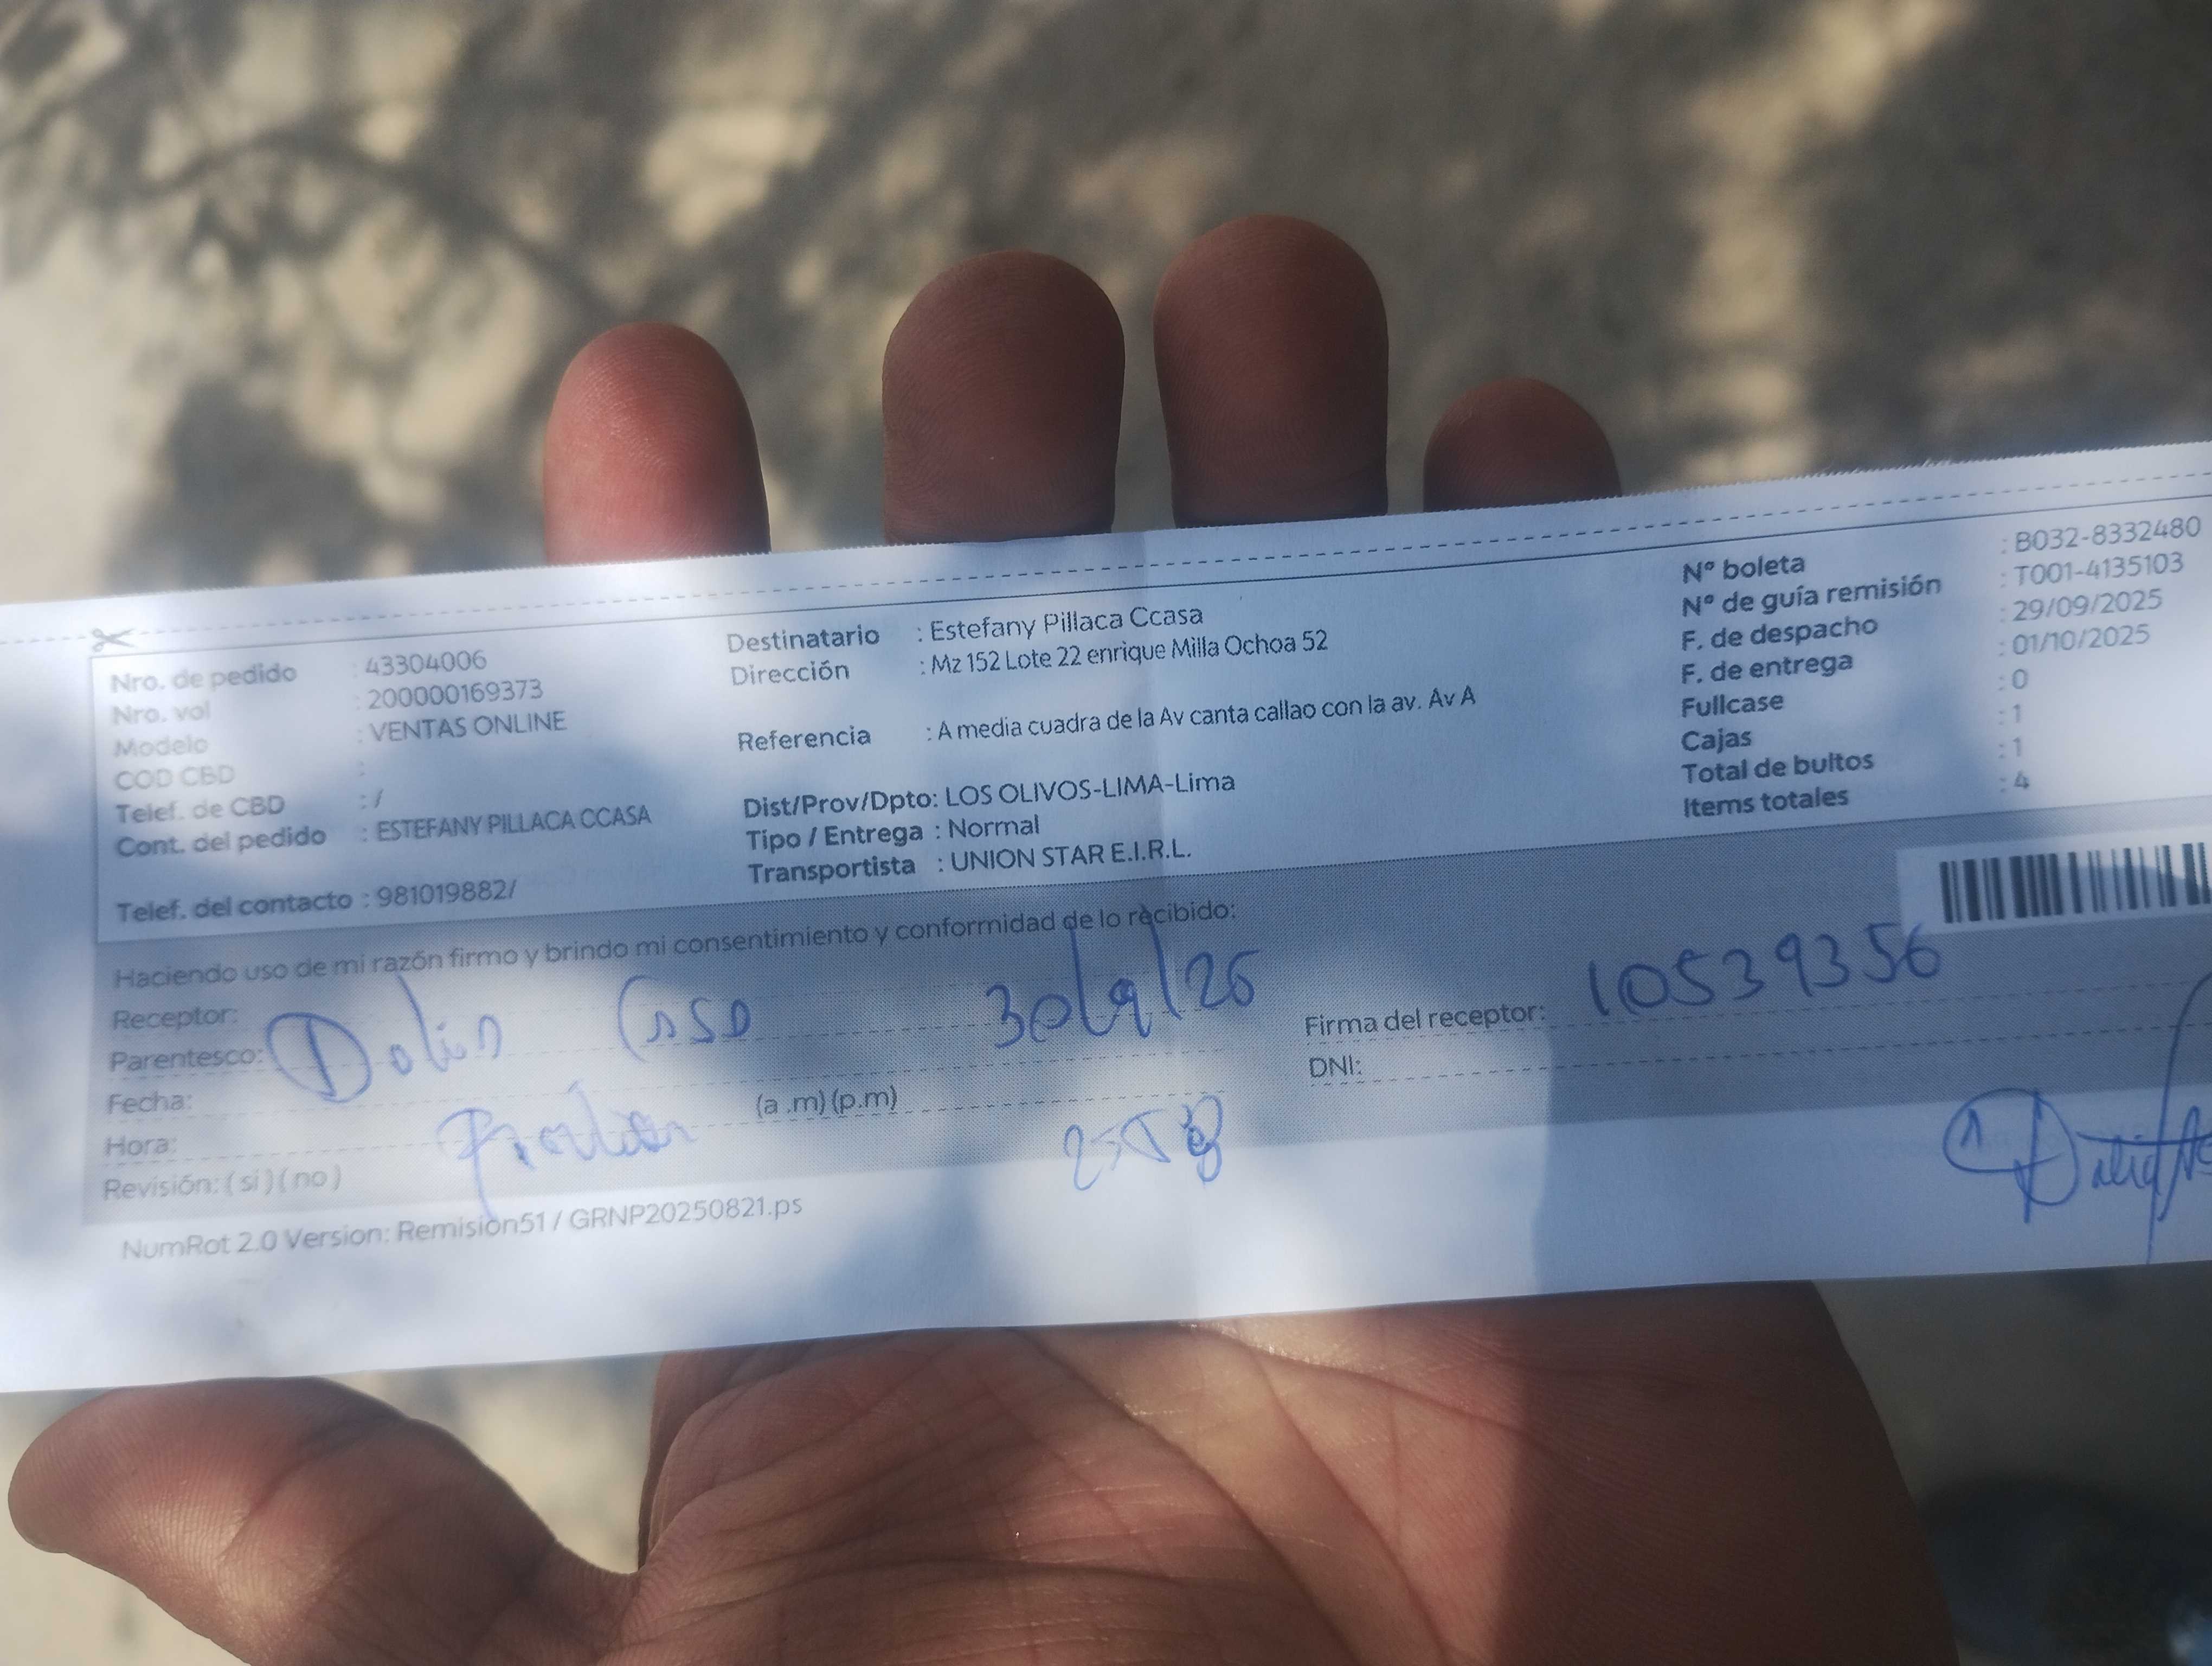 Nro. de pedido : 43304006
Nro. vol : 200000169373
Modelo : VENTAS ONLINE
COD CBD :
Telef. de CBD : /
Cont. del pedido : ESTEFANY PILLACA CCASA
Telef. del contacto : 981019882/
Destinatario : Estefany Pillaca Ccasa
Dirección : Mz 152 Lote 22 enrique Milla Ochoa 52
Referencia : A media cuadra de la Av canta callao con la av. Av A
Dist/Prov/Dpto: LOS OLIVOS-LIMA-Lima
Tipo / Entrega : Normal
Transportista : UNION STAR E.I.R.L.
N° boleta : B032-8332480
N° de guía remisión : T001-4135103
F. de despacho : 29/09/2025
F. de entrega : 01/10/2025
Fullcase : 0
Cajas : 1
Total de bultos : 1
Items totales : 4
Haciendo uso de mi razón firmo y brindo mi consentimiento y conformidad de lo recibido:
Receptor:
Parentesco:
Fecha:
Hora: (a .m) (p.m)
Revisión: ( si ) ( no )
30/9/25
Firma del receptor: 10539356
DNI:
NumRot 2.0 Version: Remision51 / GRNP20250821.ps